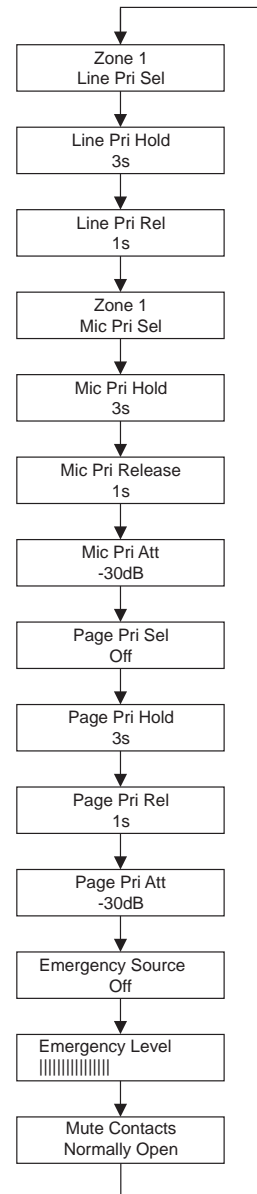 Zone 1
Line Pri Sel
Line Pri Hold
3s
Line Pri Rel
1s
Zone 1
Mic Pri Sel
Mic Pri Hold
3s
Mic Pri Release
1s
Mic Pri Att
-30dB
Page Pri Sel
Off
Page Pri Hold
3s
Page Pri Rel
1s
Page Pri Att
-30dB
Emergency Source
Off
Emergency Level
||||||||||||||||
Mute Contacts
Normally Open